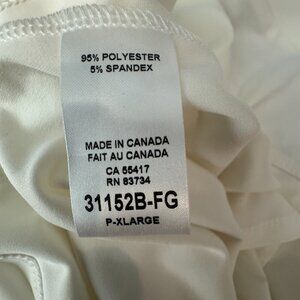 95% POLYESTER
5% SPANDEX
MADE IN CANADA
FAIT AU CANADA
CA 55417
RN 83734
31152B-FG
P-XLARGE